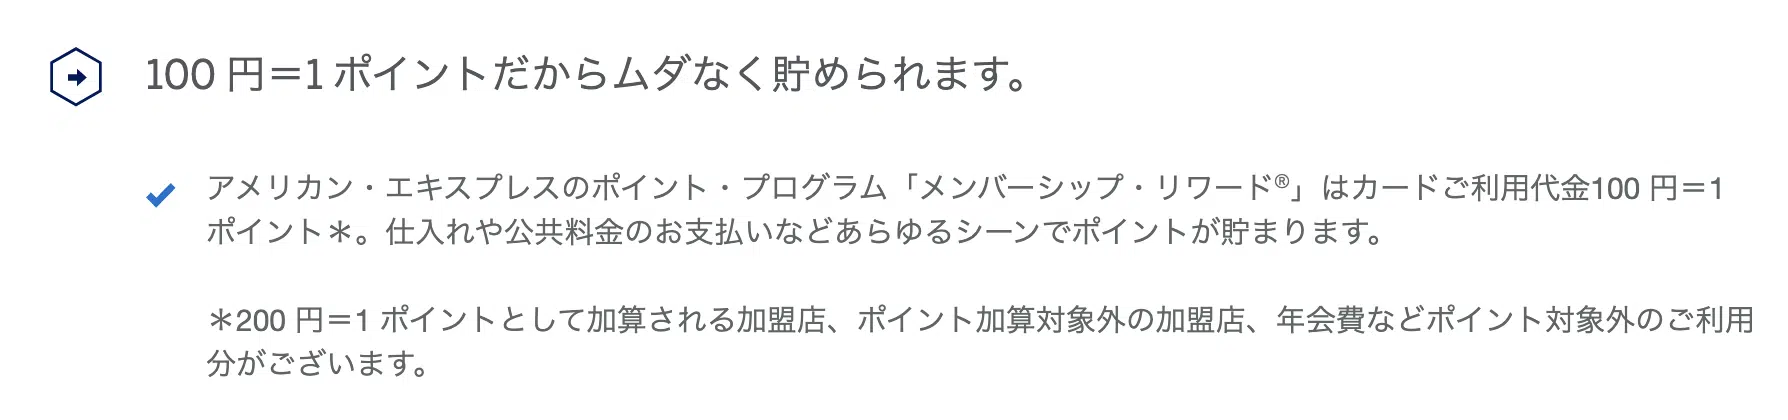 100 円＝1 ポイントだからムダなく貯められます。
アメリカン・エキスプレスのポイント・プログラム「メンバーシップ・リワード®」はカードご利用代金100 円＝1
ポイント＊。仕入れや公共料金のお支払いなどあらゆるシーンでポイントが貯まります。
＊200 円＝1 ポイントとして加算される加盟店、ポイント加算対象外の加盟店、年会費などポイント対象外のご利用
分がございます。